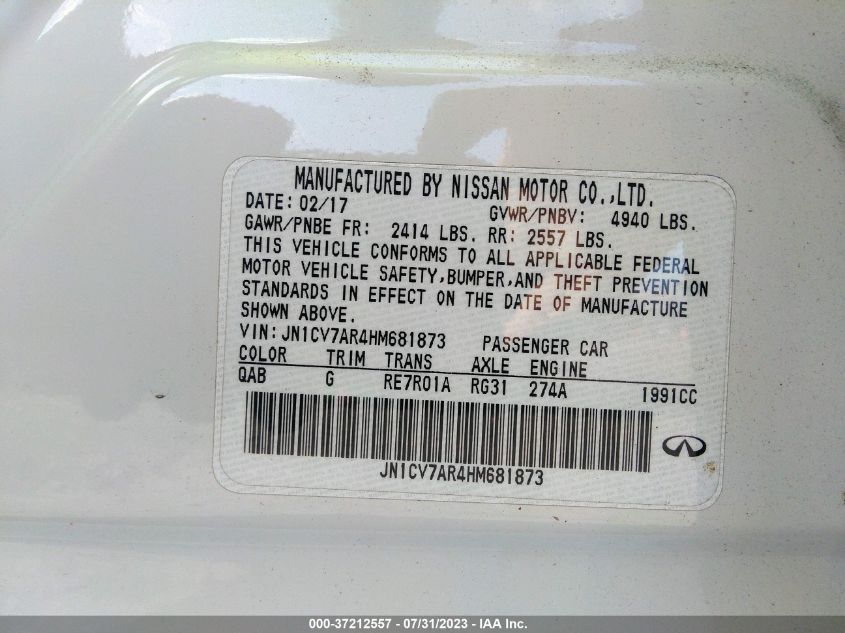 MANUFACTURED BY NISSAN MOTOR CO.,LTD.
DATE: 02/17 GVWR/PNBV: 4940 LBS.
GAWR/PNBE FR: 2414 LBS. RR: 2557 LBS.
THIS VEHICLE CONFORMS TO ALL APPLICABLE FEDERAL
MOTOR VEHICLE SAFETY,BUMPER,AND THEFT PREVENTION
STANDARDS IN EFFECT ON THE DATE OF MANUFACTURE
SHOWN ABOVE.
VIN:JN1CV7AR4HM681873 PASSENGER CAR
COLOR TRIM TRANS AXLE ENGINE
QAB G RE7R01A RG31 274A 1991CC
JN1CV7AR4HM681873
000-37212557 - 07/31/2023 - IAA Inc.